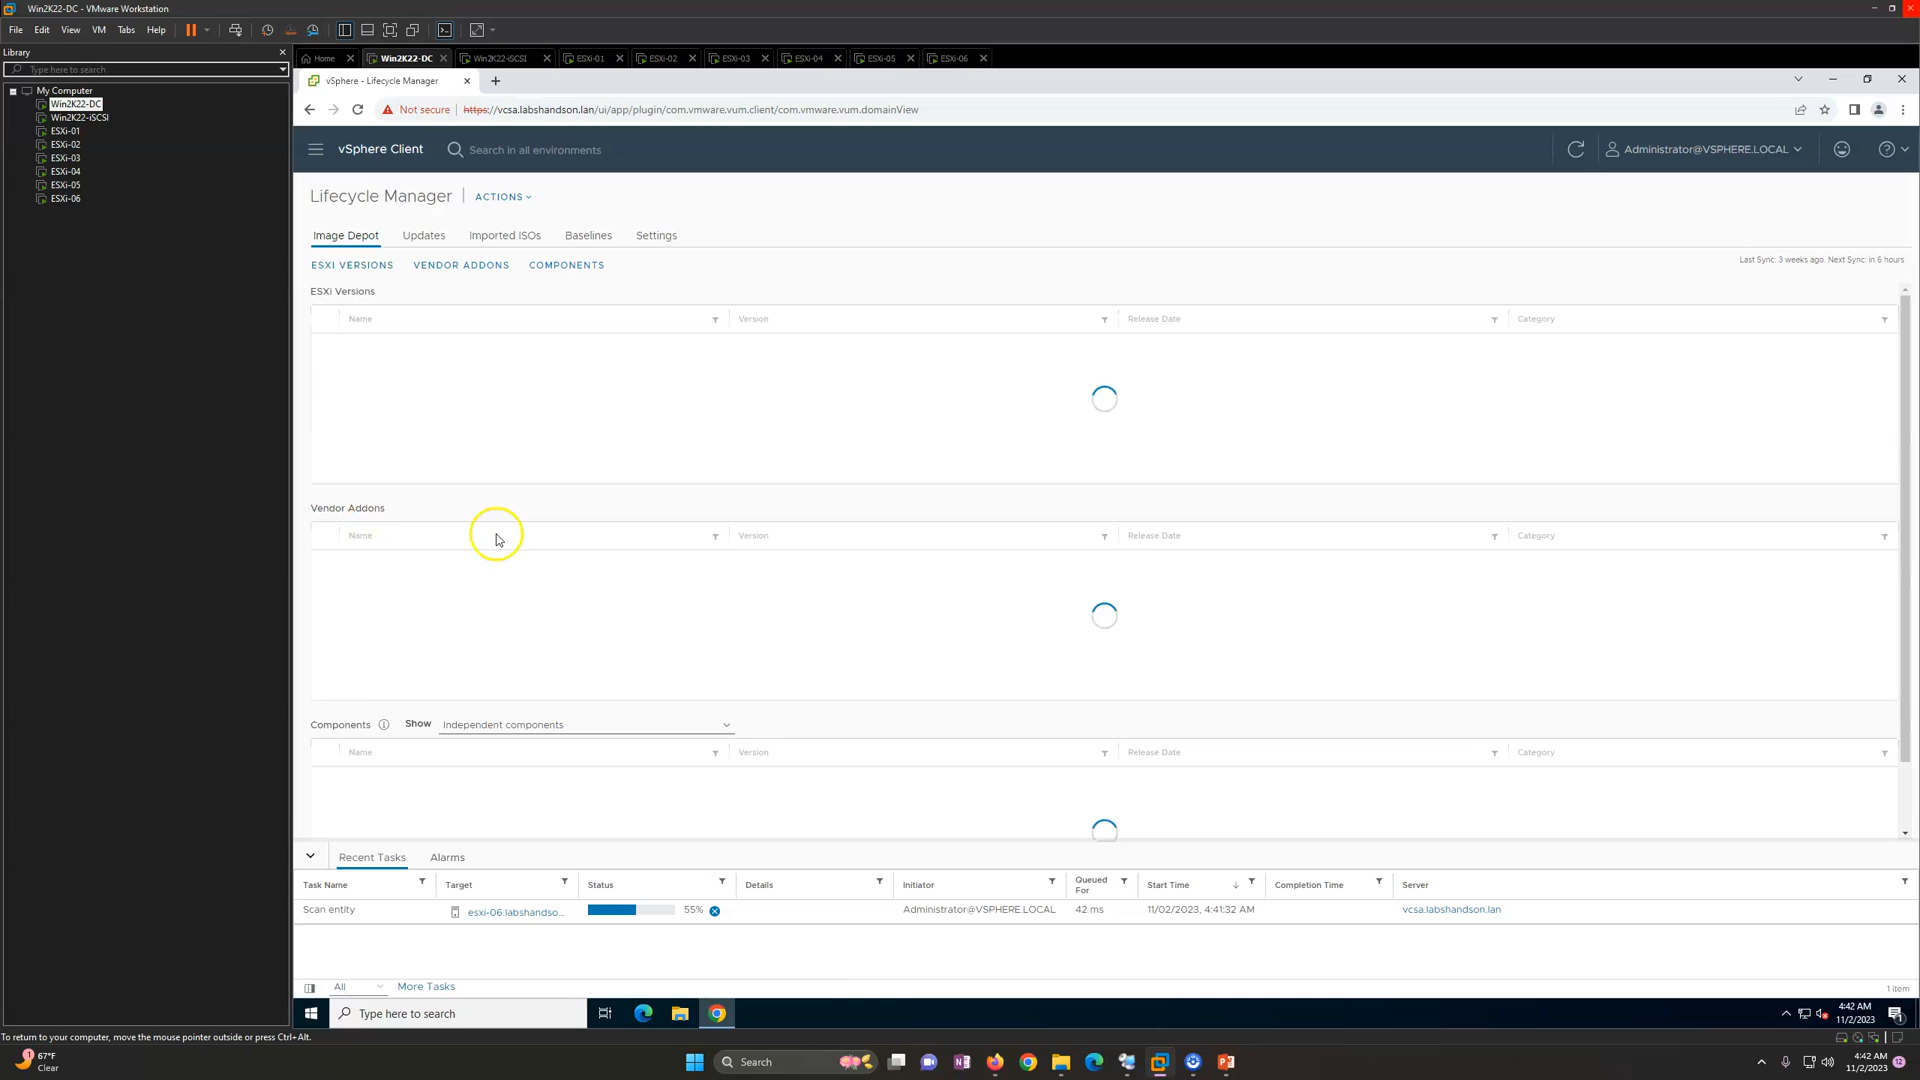 Win2K22-DC - VMware Workstation
File Edit View VM Tabs Help
Library
Type here to search
My Computer
Win2K22-DC
Win2K22-iSCSI
ESXi-01
ESXi-02
ESXi-03
ESXi-04
ESXi-05
ESXi-06
Home Win2K22-DC Win2K22-iSCSI ESXi-01 ESXi-02 ESXi-03 ESXi-04 ESXi-05 ESXi-06
vSphere - Lifecycle Manager
Not secure https://vcsa.labshandson.lan/ui/app/plugin/com.vmware.vum.client/com.vmware.vum.domainView
vSphere Client Search in all environments Administrator@VSPHERE.LOCAL
Lifecycle Manager ACTIONS
Image Depot Updates Imported ISOs Baselines Settings
ESXI VERSIONS VENDOR ADDONS COMPONENTS Last Sync: 3 weeks ago. Next Sync: in 6 hours
ESXi Versions
Name Version Release Date Category
Vendor Addons
Name Version Release Date Category
Components Show Independent components
Name Version Release Date Category
Recent Tasks Alarms
Task Name Target Status Details Initiator Queued For Start Time Completion Time Server
Scan entity esxi-06.labshandso... 55% Administrator@VSPHERE.LOCAL 42 ms 11/02/2023, 4:41:32 AM vcsa.labshandson.lan
All More Tasks 1 item
Type here to search 4:42 AM
11/2/2023 1
To return to your computer, move the mouse pointer outside or press Ctrl+Alt.
1 67°F
Clear
Search
4:42 AM
11/2/2023 12